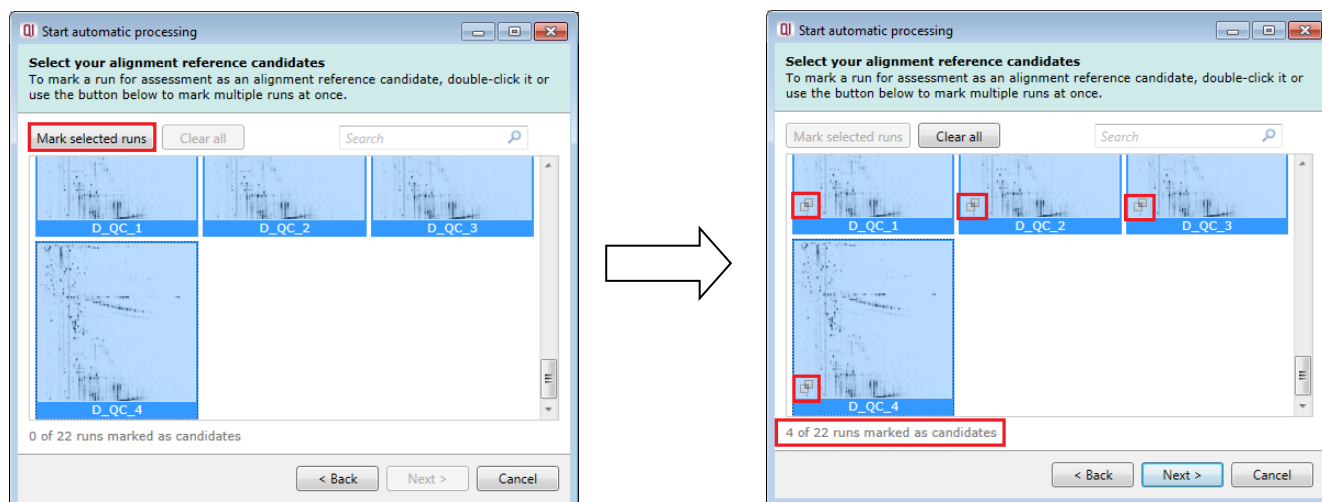 QI Start automatic processing
Select your alignment reference candidates
To mark a run for assessment as an alignment reference candidate, double-click it or
use the button below to mark multiple runs at once.
Mark selected runs Clear all Search
D_QC_1 D_QC_2 D_QC_3
D_QC_4
0 of 22 runs marked as candidates
< Back Next > Cancel
QI Start automatic processing
Select your alignment reference candidates
To mark a run for assessment as an alignment reference candidate, double-click it or
use the button below to mark multiple runs at once.
Mark selected runs Clear all Search
D_QC_1 D_QC_2 D_QC_3
D_QC_4
4 of 22 runs marked as candidates
< Back Next > Cancel